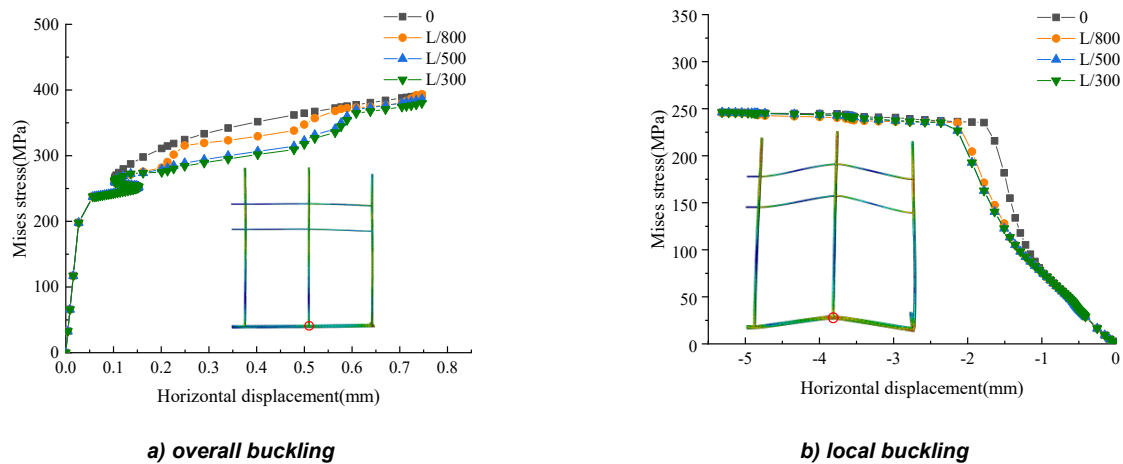 0
L/800
L/500
L/300
500
400
300
200
100
0
Mises stress(MPa)
0.0 0.1 0.2 0.3 0.4 0.5 0.6 0.7 0.8
Horizontal displacement(mm)
a) overall buckling
0
L/800
L/500
L/300
350
300
250
200
150
100
50
0
Mises stress(MPa)
-5 -4 -3 -2 -1 0
Horizontal displacement(mm)
b) local buckling